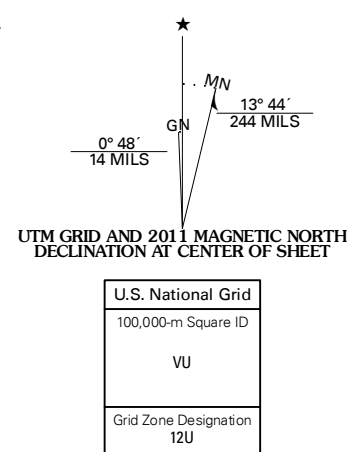 ★
MN
13° 44´
244 MILS
GN
0° 48´
14 MILS
UTM GRID AND 2011 MAGNETIC NORTH
DECLINATION AT CENTER OF SHEET
U.S. National Grid
100,000-m Square ID
VU
Grid Zone Designation
12U